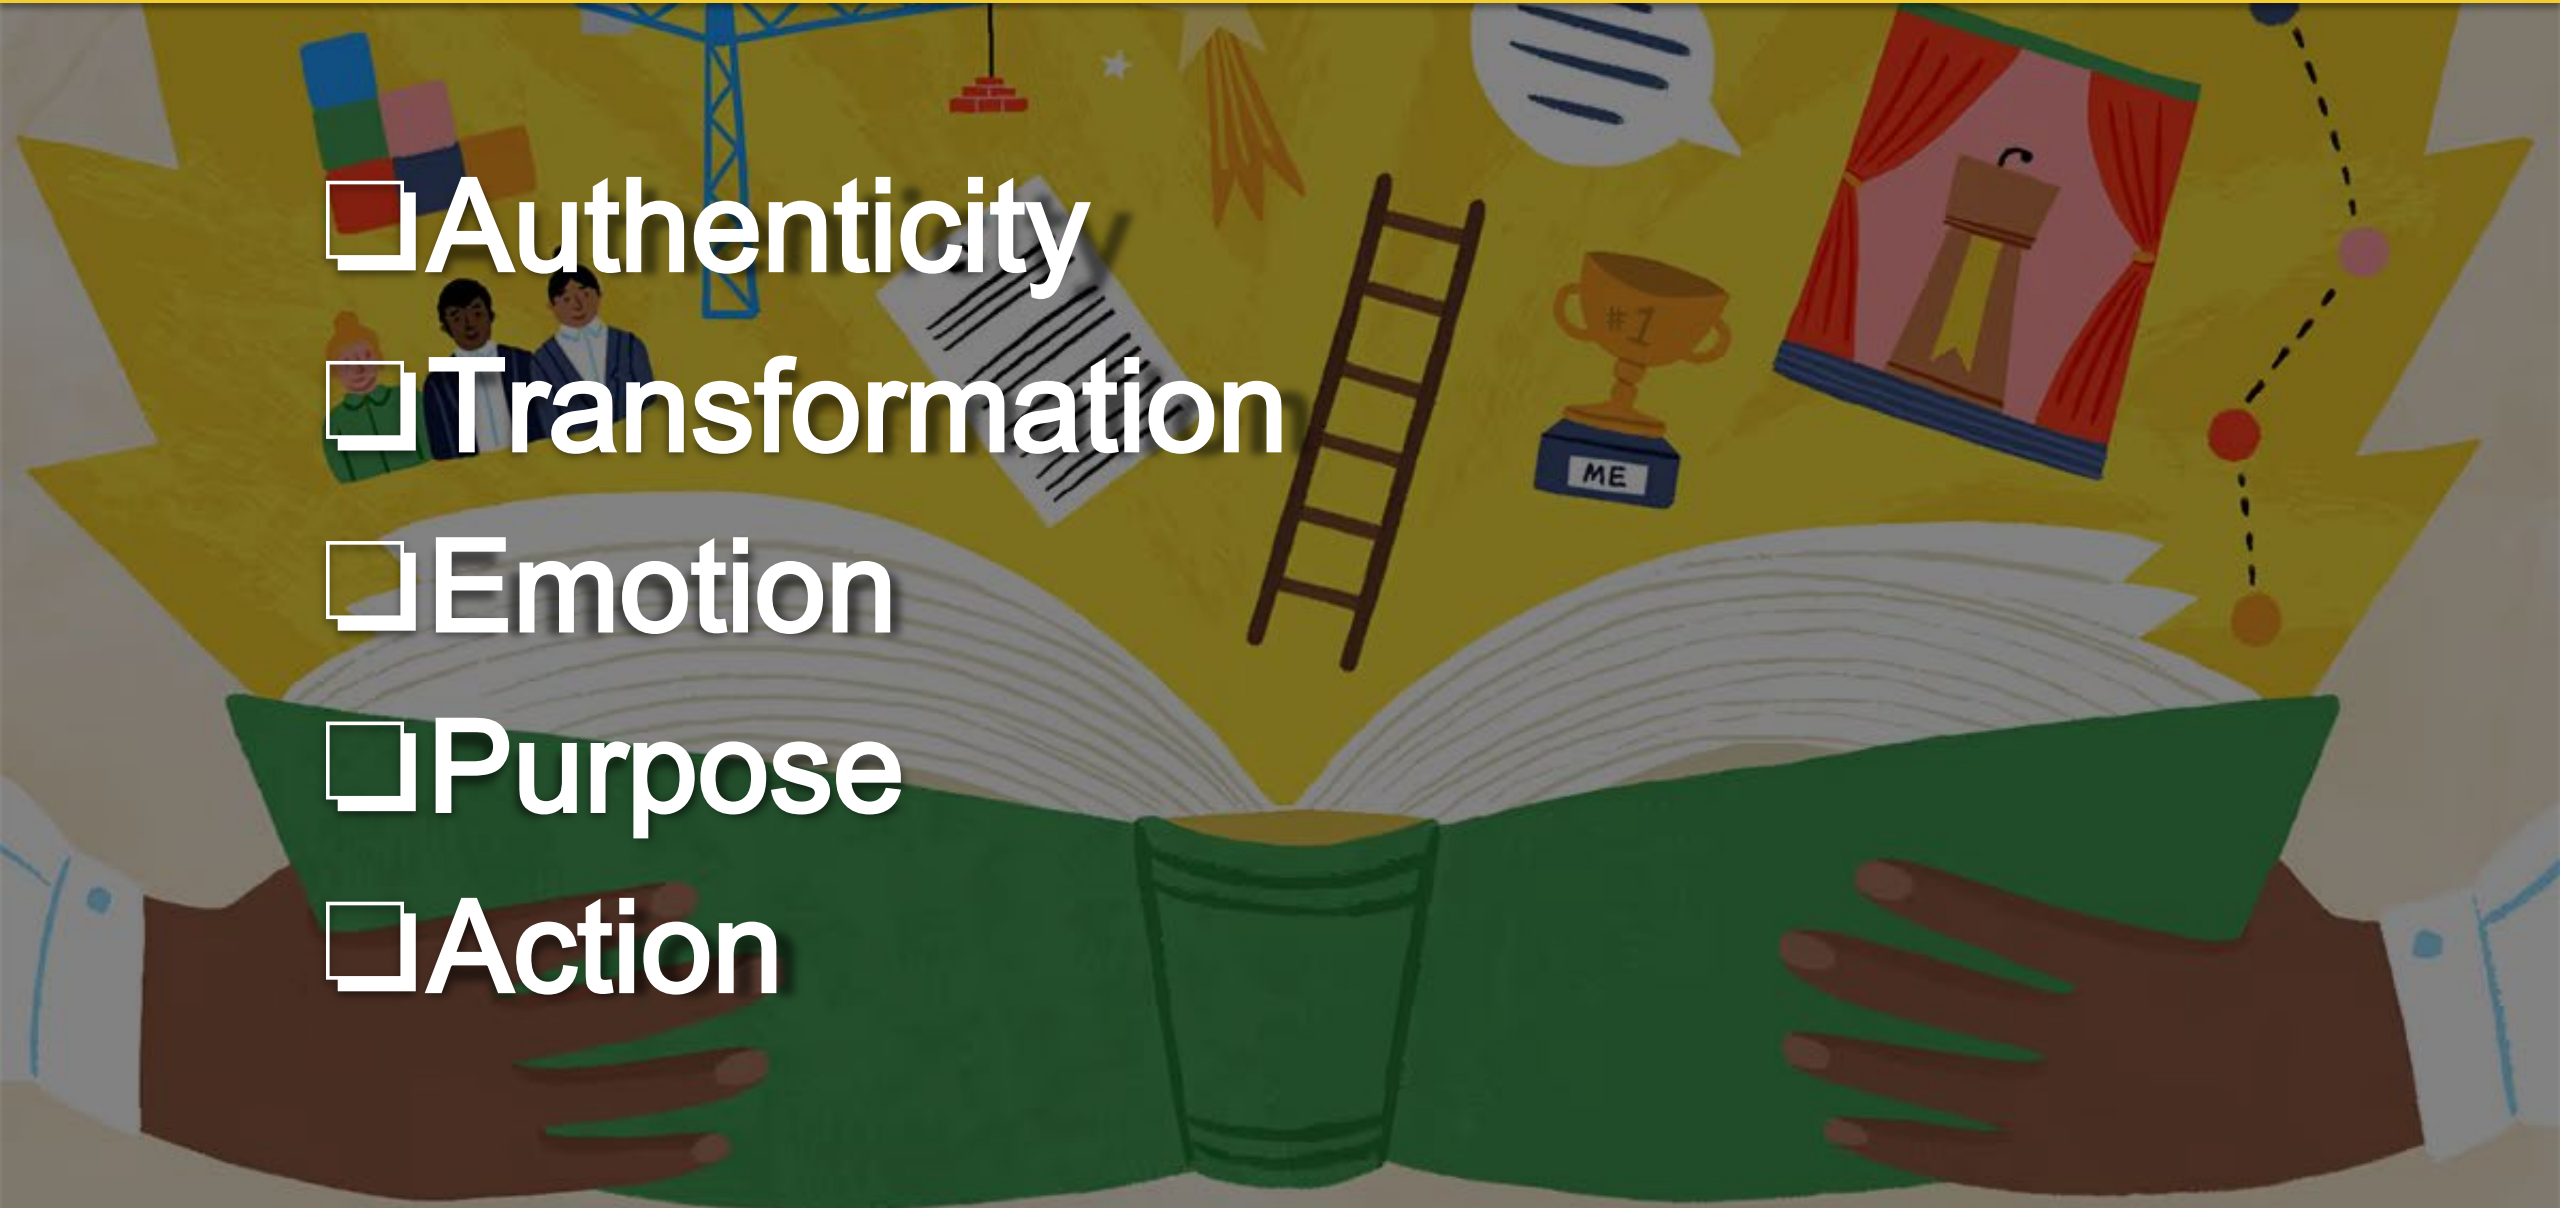 ❑Authenticity
❑Transformation
❑Emotion
❑Purpose
❑Action
#1
ME